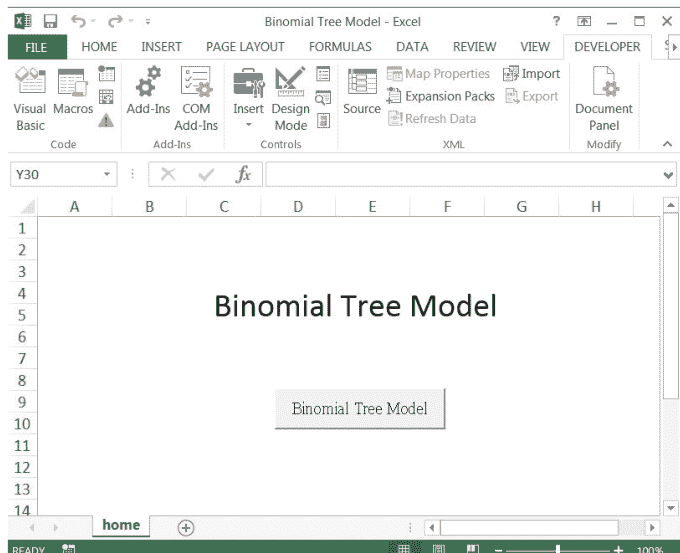 Binomial Tree Model - Excel
?
FILE HOME INSERT PAGE LAYOUT FORMULAS DATA REVIEW VIEW DEVELOPER
Visual Basic
Macros
Add-Ins
COM Add-Ins
Insert
Design Mode
Source
Map Properties
Expansion Packs
Refresh Data
Import
Export
Document Panel
Code Add-Ins Controls XML Modify
Y30 fx
A B C D E F G H
1
2
3
4
5
6
7
8
9
10
11
12
13
14
Binomial Tree Model
Binomial Tree Model
home
READY 100%